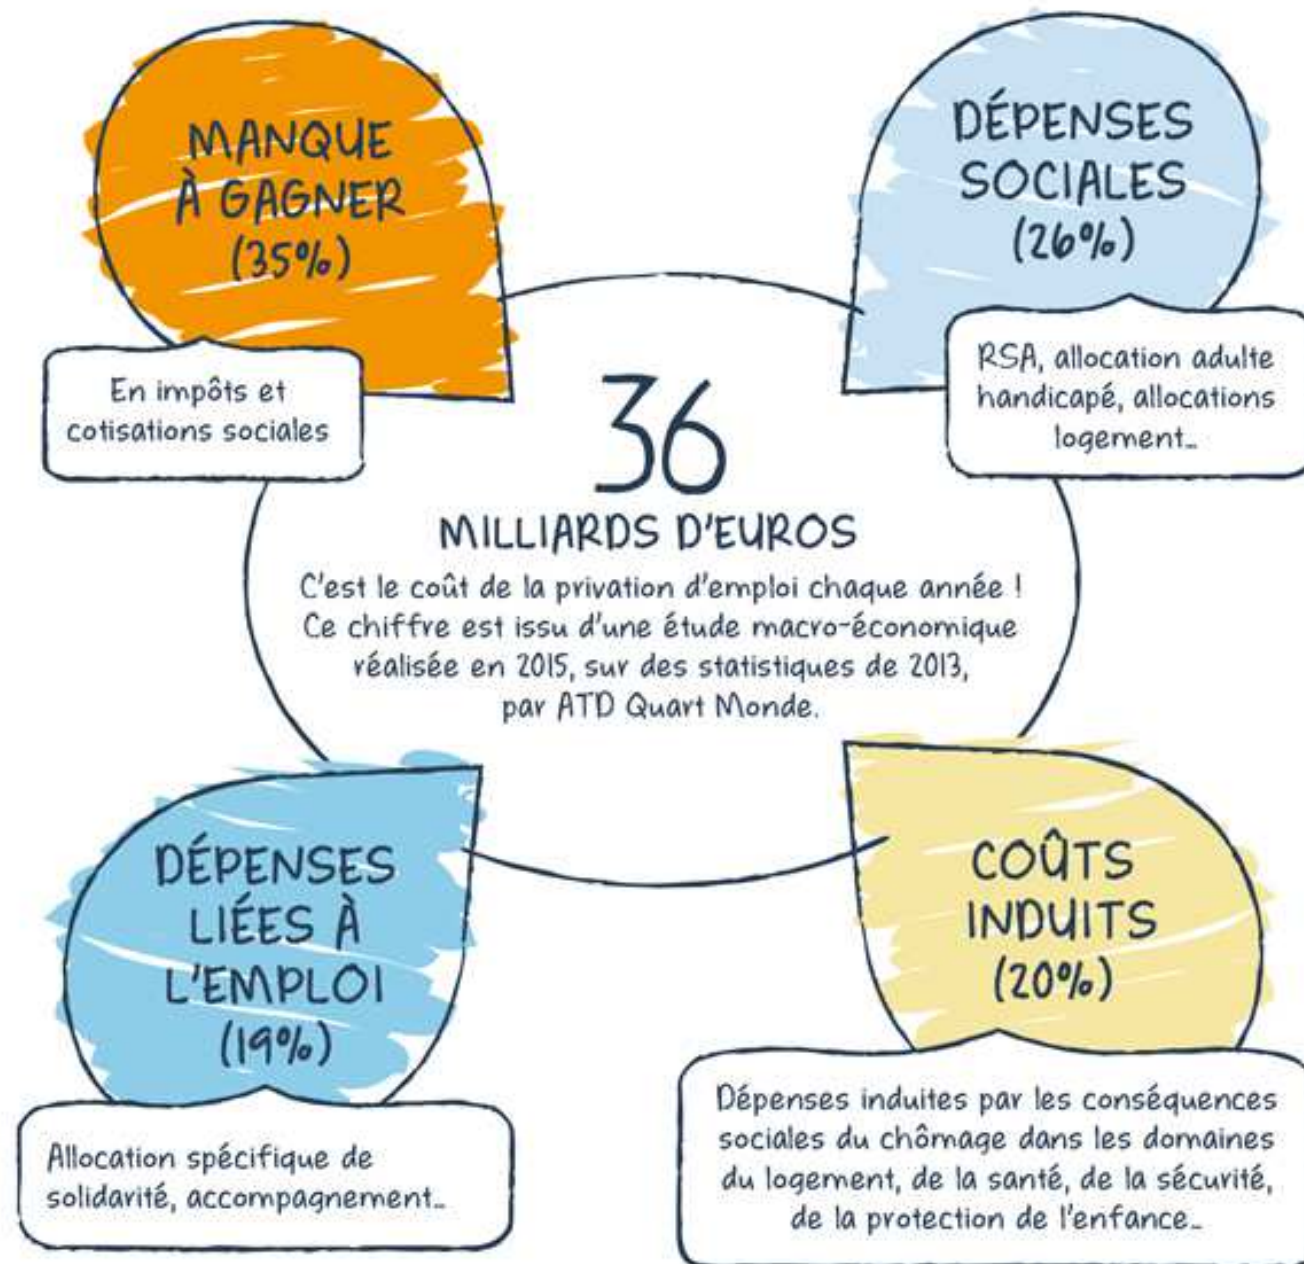 MANQUE
À GAGNER
(35%)
En impôts et
cotisations sociales
DÉPENSES
SOCIALES
(26%)
RSA, allocation adulte
handicapé, allocations
logement...
36
MILLIARDS D'EUROS
C'est le coût de la privation d'emploi chaque année !
Ce chiffre est issu d'une étude macro-économique
réalisée en 2015, sur des statistiques de 2013,
par ATD Quart Monde.
DÉPENSES
LIÉES À
L'EMPLOI
(19%)
Allocation spécifique de
solidarité, accompagnement...
COÛTS
INDUITS
(20%)
Dépenses induites par les conséquences
sociales du chômage dans les domaines
du logement, de la santé, de la sécurité,
de la protection de l'enfance...